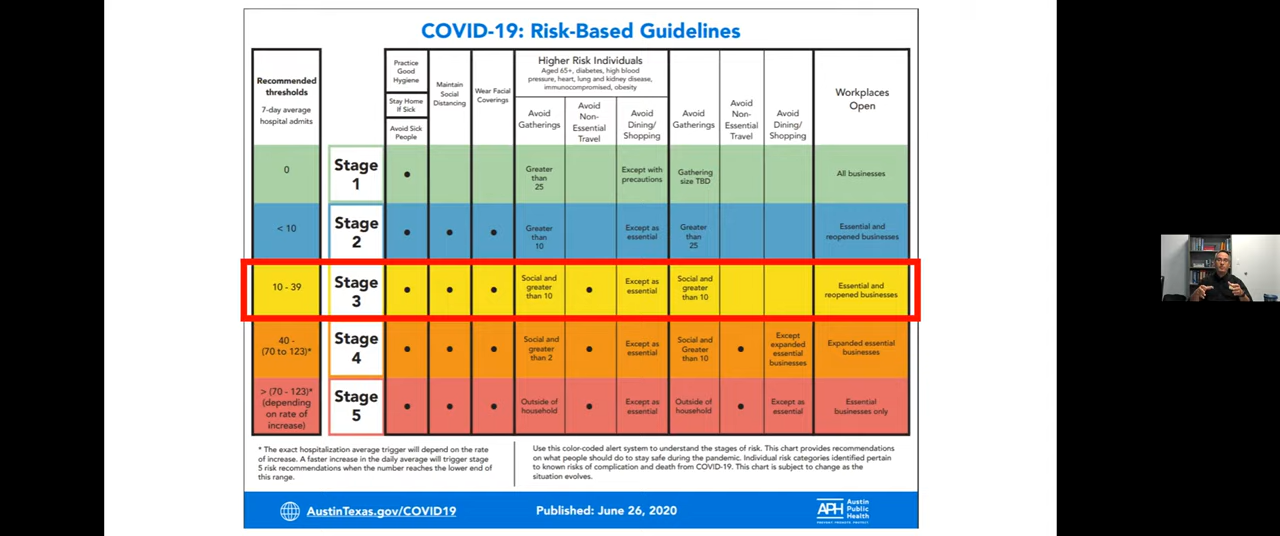 COVID-19: Risk-Based Guidelines
Recommended
thresholds
7-day average
hospital admits
Practice
Good
Hygiene
Stay Home
If Sick
Avoid Sick
People
Maintain
Social
Distancing
Wear Facial
Coverings
Higher Risk Individuals
Aged 65+, diabetes, high blood
pressure, heart, lung and kidney disease,
immunocompromised, obesity
Avoid
Gatherings
Avoid
Non-
Essential
Travel
Avoid
Dining/
Shopping
Avoid
Gatherings
Avoid
Non-
Essential
Travel
Avoid
Dining/
Shopping
Workplaces
Open
0
Stage
1
Greater
than
25
Except with
precautions
Gathering
size TBD
All businesses
< 10
Stage
2
Greater
than
10
Except as
essential
Greater
than
25
Essential and
reopened businesses
10 - 39
Stage
3
Social and
greater
than 10
Except as
essential
Social and
greater
than 10
Essential and
reopened businesses
40 -
(70 to 123)*
Stage
4
Social and
greater
than 2
Except as
essential
Social and
Greater
than 10
Except
expanded
essential
businesses
Expanded essential
businesses
> (70 - 123)*
(depending
on rate of
increase)
Stage
5
Outside of
household
Except as
essential
Outside of
household
Except as
essential
Essential
businesses only
* The exact hospitalization average trigger will depend on the rate
of increase. A faster increase in the daily average will trigger stage
5 risk recommendations when the number reaches the lower end of
this range.
Use this color-coded alert system to understand the stages of risk. This chart provides recommendations
on what people should do to stay safe during the pandemic. Individual risk categories identified pertain
to known risks of complication and death from COVID-19. This chart is subject to change as the
situation evolves.
AustinTexas.gov/COVID19
Published: June 26, 2020
APH
Austin
Public
Health